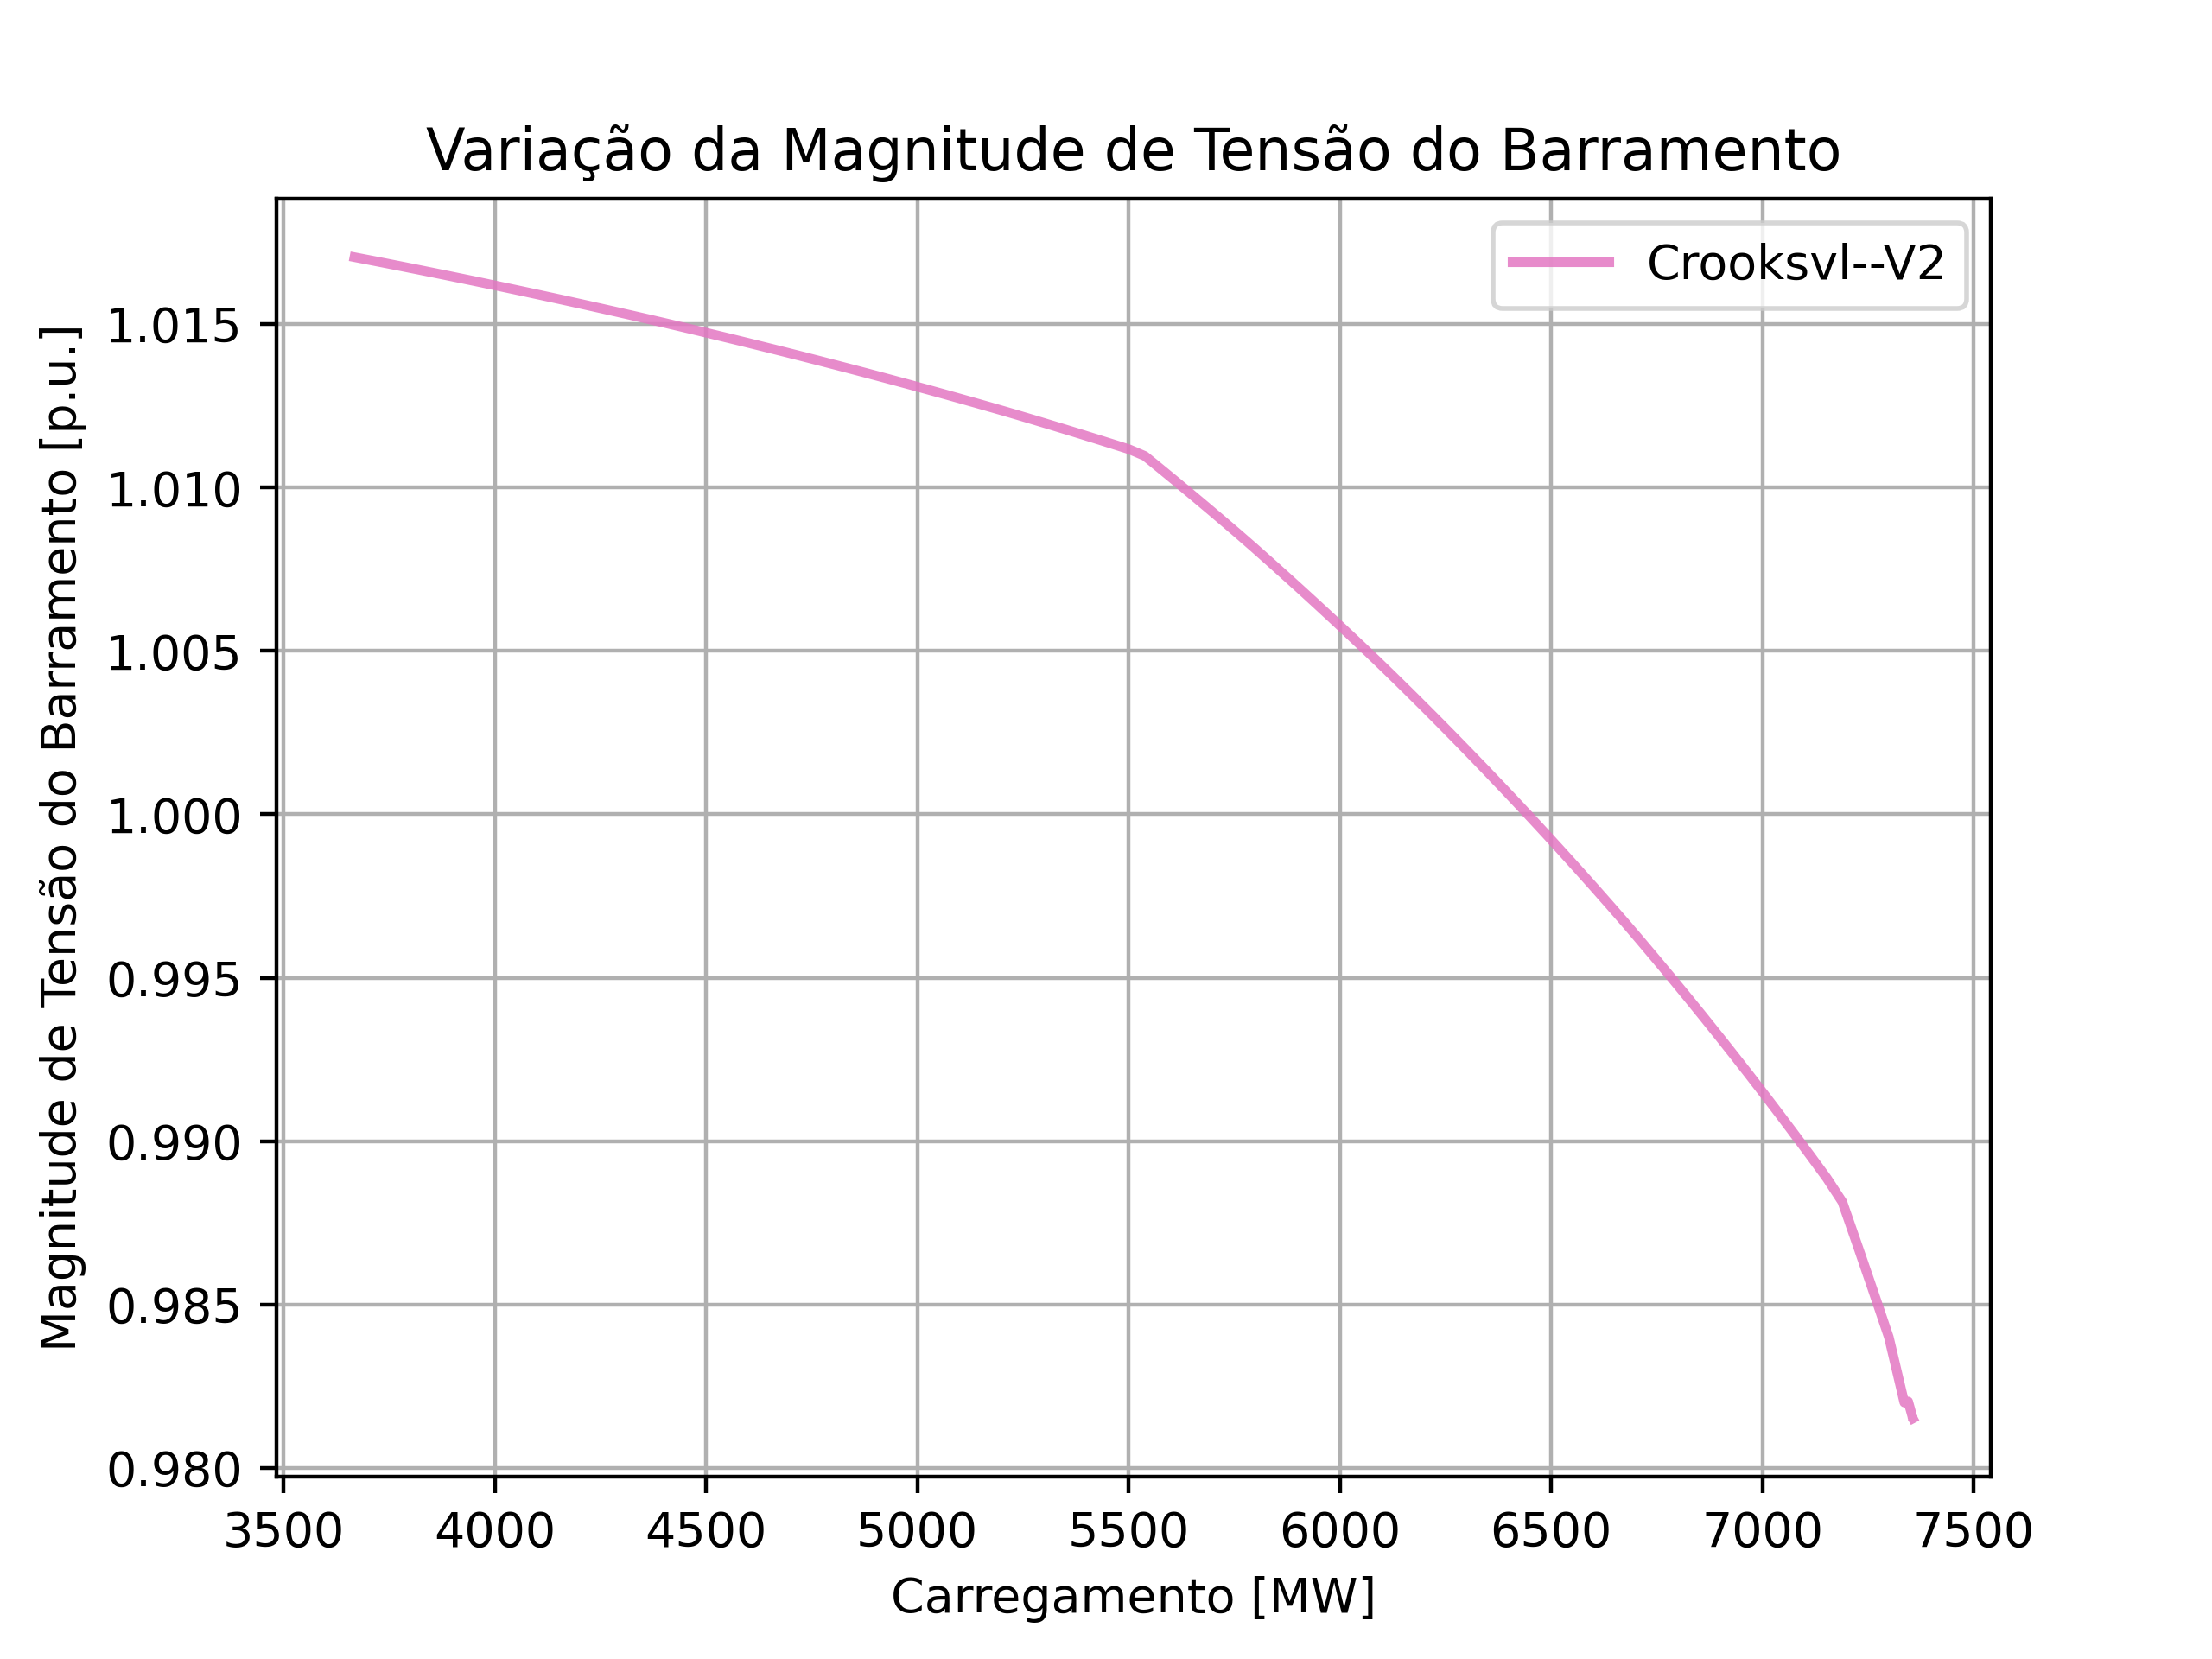 Variação da Magnitude de Tensão do Barramento
Crooksvl--V2
Magnitude de Tensão do Barramento [p.u.]
1.015
1.010
1.005
1.000
0.995
0.990
0.985
0.980
3500 4000 4500 5000 5500 6000 6500 7000 7500
Carregamento [MW]